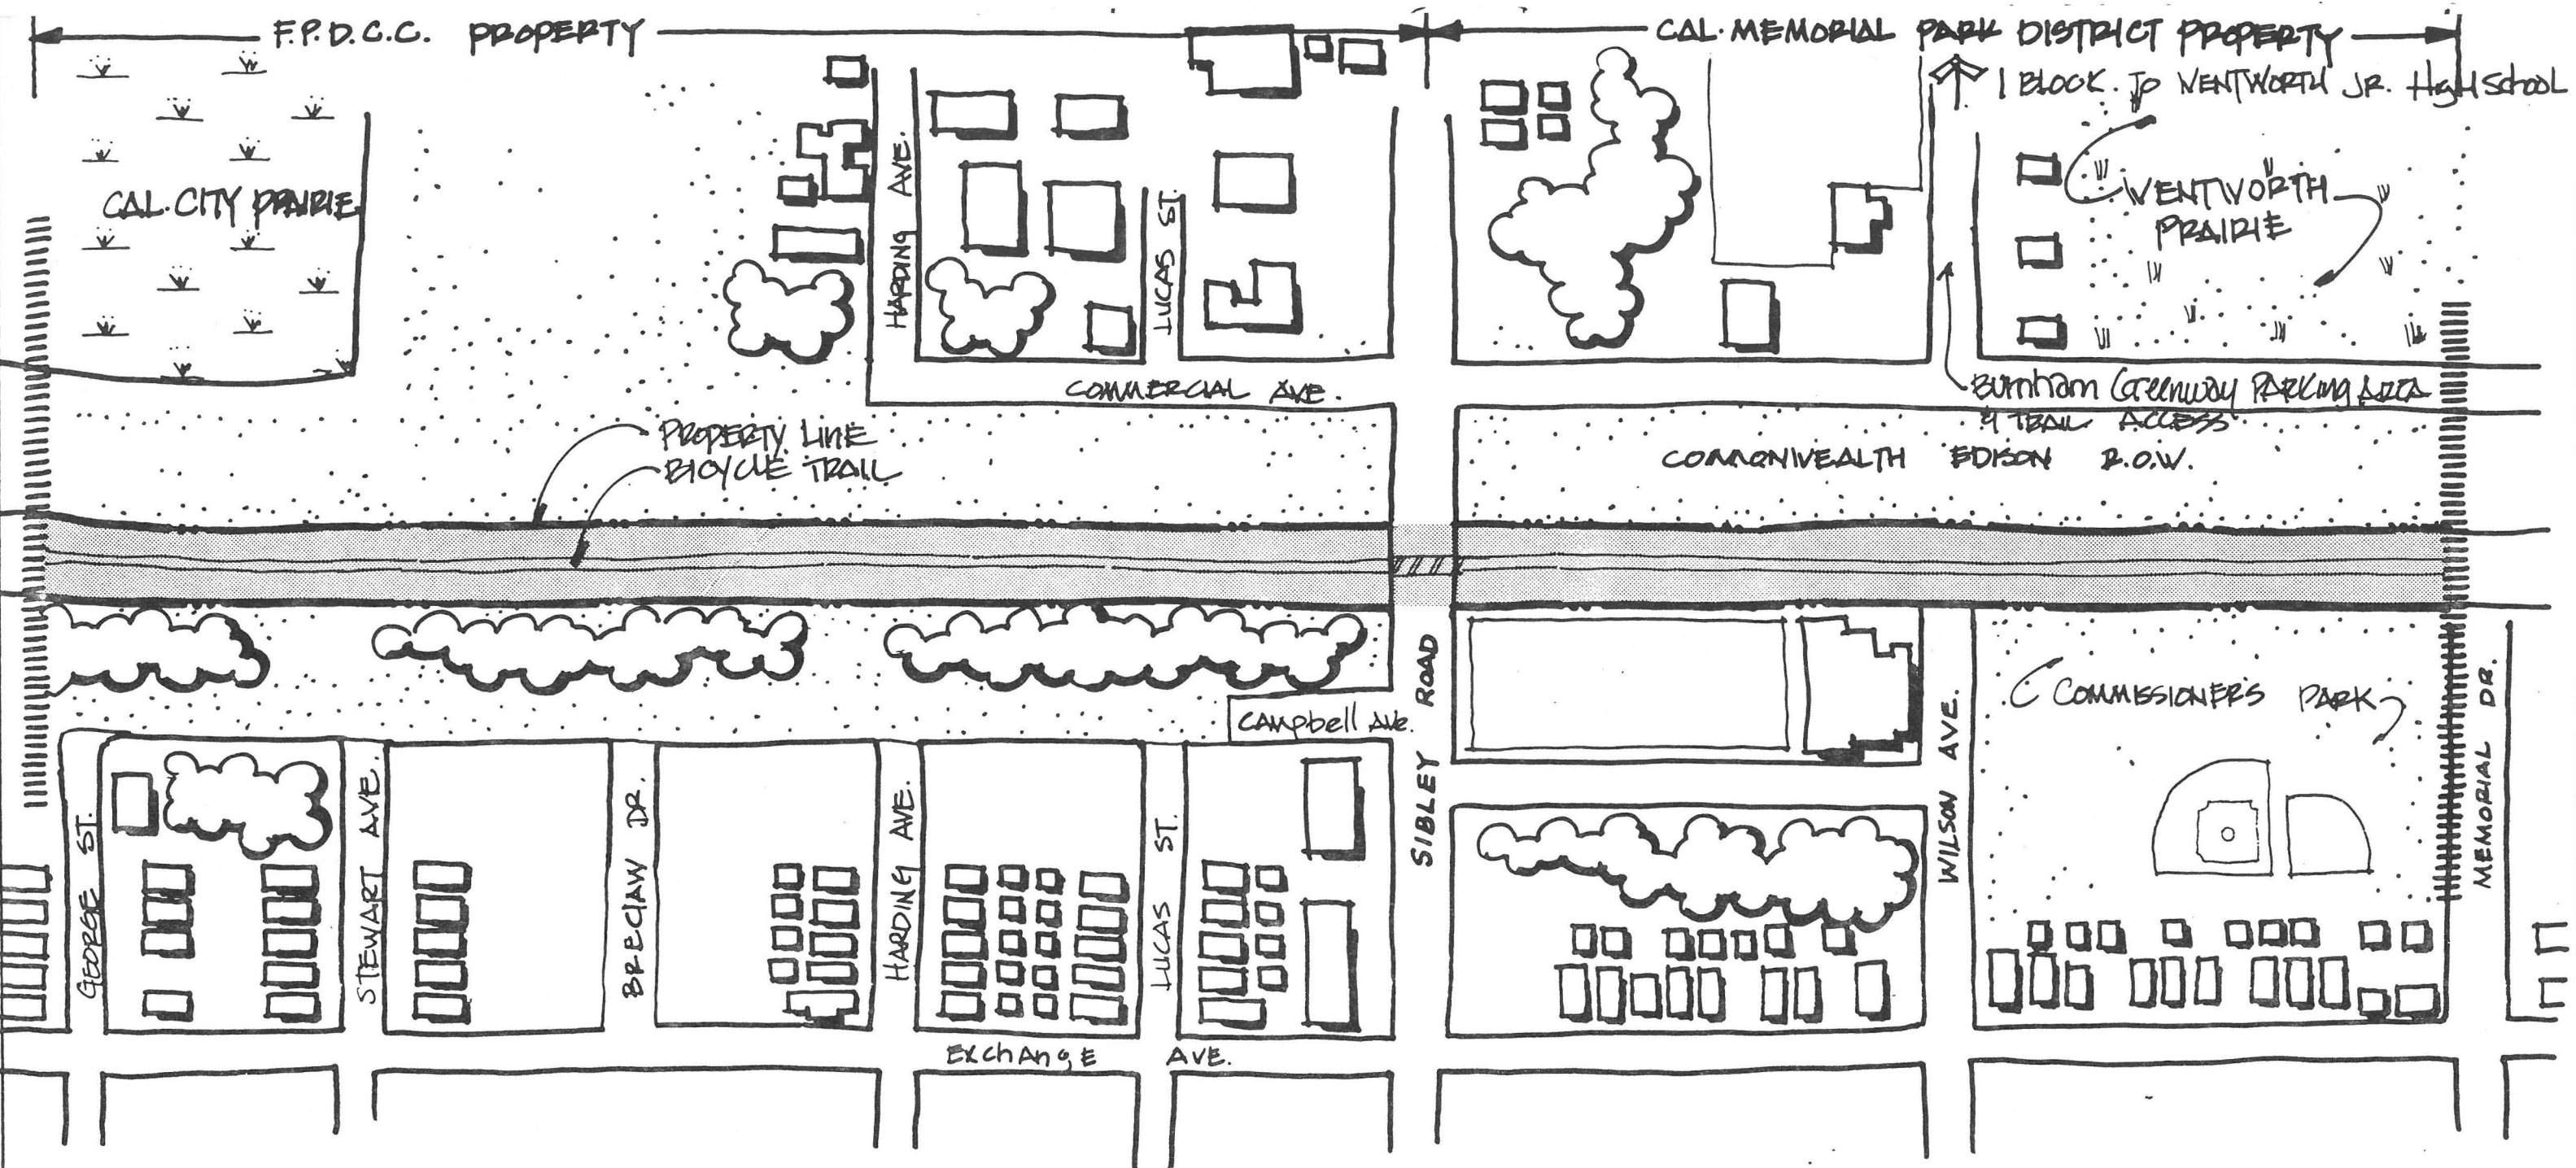 F.P.D.C.C. PROPERTY
CAL. MEMORIAL PARK DISTRICT PROPERTY
1 BLOCK TO WENTWORTH JR. HIGH SCHOOL
CAL. CITY PRAIRIE
HARDING AVE.
LUCAS ST.
WENTWORTH
PRAIRIE
COMMERCIAL AVE.
Burnham Greenway PARKING AREA
& TRAIL ACCESS
PROPERTY LINE
BICYCLE TRAIL
COMMONWEALTH EDISON R.O.W.
CAMPBELL AVE.
SIBLEY ROAD
COMMISSIONER'S PARK
GEORGE ST.
STEWART AVE.
BRECLAW DR.
HARDING AVE.
LUCAS ST.
WILSON AVE.
MEMORIAL DR.
EXCHANGE AVE.